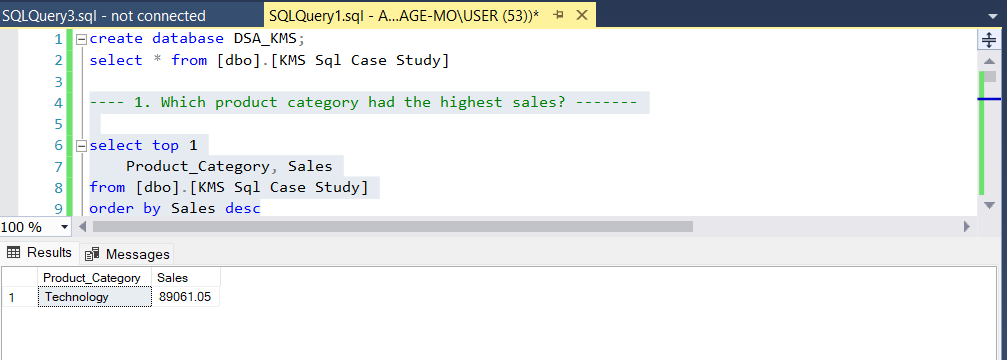 SQLQuery3.sql - not connected
SQLQuery1.sql - A...AGE-MO\USER (53))*
1 create database DSA_KMS;
2 select * from [dbo].[KMS Sql Case Study]
3
4 ---- 1. Which product category had the highest sales? -------
5
6 select top 1
7 Product_Category, Sales
8 from [dbo].[KMS Sql Case Study]
9 order by Sales desc
100 %
Results Messages
Product_Category Sales
1 Technology 89061.05